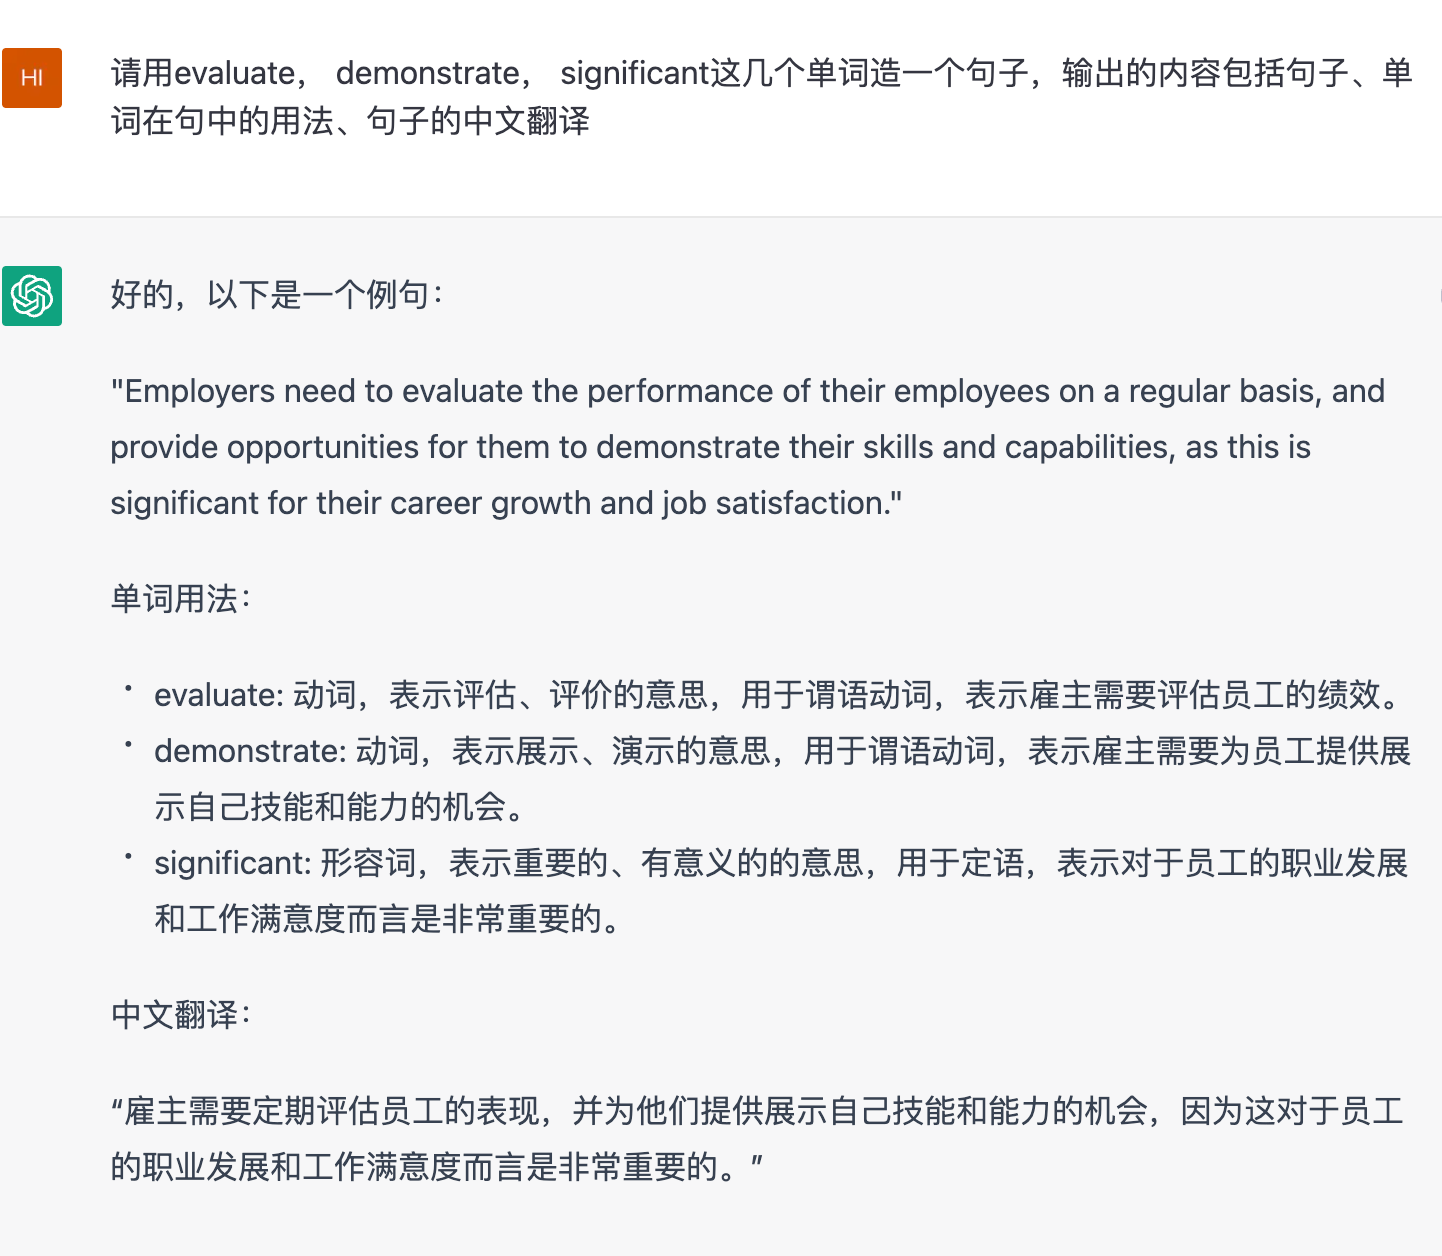 HI
请用evaluate， demonstrate， significant这几个单词造一个句子，输出的内容包括句子、单
词在句中的用法、句子的中文翻译
好的，以下是一个例句：
"Employers need to evaluate the performance of their employees on a regular basis, and
provide opportunities for them to demonstrate their skills and capabilities, as this is
significant for their career growth and job satisfaction."
单词用法：
• evaluate: 动词，表示评估、评价的意思，用于谓语动词，表示雇主需要评估员工的绩效。
• demonstrate: 动词，表示展示、演示的意思，用于谓语动词，表示雇主需要为员工提供展
示自己技能和能力的机会。
• significant: 形容词，表示重要的、有意义的的意思，用于定语，表示对于员工的职业发展
和工作满意度而言是非常重要的。
中文翻译：
“雇主需要定期评估员工的表现，并为他们提供展示自己技能和能力的机会，因为这对于员工
的职业发展和工作满意度而言是非常重要的。”